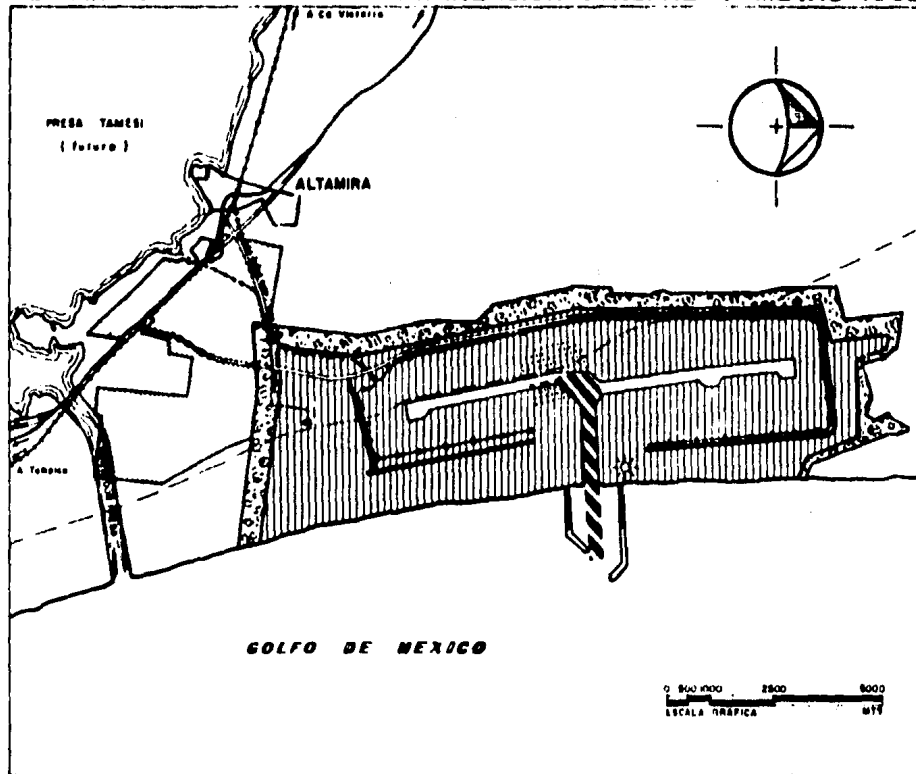 A Cd Victoria
PRESA TAMESI
( futuro )
ALTAMIRA
A Tampico
GOLFO DE MEXICO
0 500 1000 2500 5000
ESCALA GRAFICA MTS